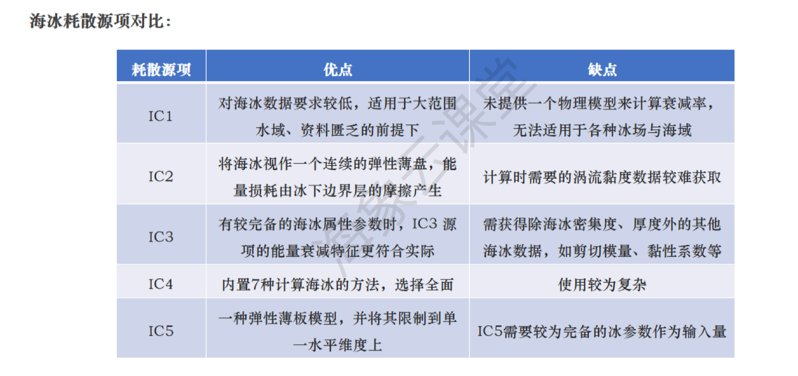 海冰耗散源项对比：
耗散源项 优点 缺点
IC1 对海冰数据要求较低，适用于大范围 未提供一个物理模型来计算衰减率，
水域、资料匮乏的前提下 无法适用于各种冰场与海域
IC2 将海冰视作一个连续的弹性薄盘，能 计算时需要的涡流黏度数据较难获取
量损耗由冰下边界层的摩擦产生
IC3 有较完备的海冰属性参数时，IC3 源 需获得除海冰密集度、厚度外的其他
项的能量衰减特征更符合实际 海冰数据，如剪切模量、黏性系数等
IC4 内置7种计算海冰的方法，选择全面 使用较为复杂
IC5 一种弹性薄板模型，并将其限制到单 IC5需要较为完备的冰参数作为输入量
一水平维度上
海象云课堂